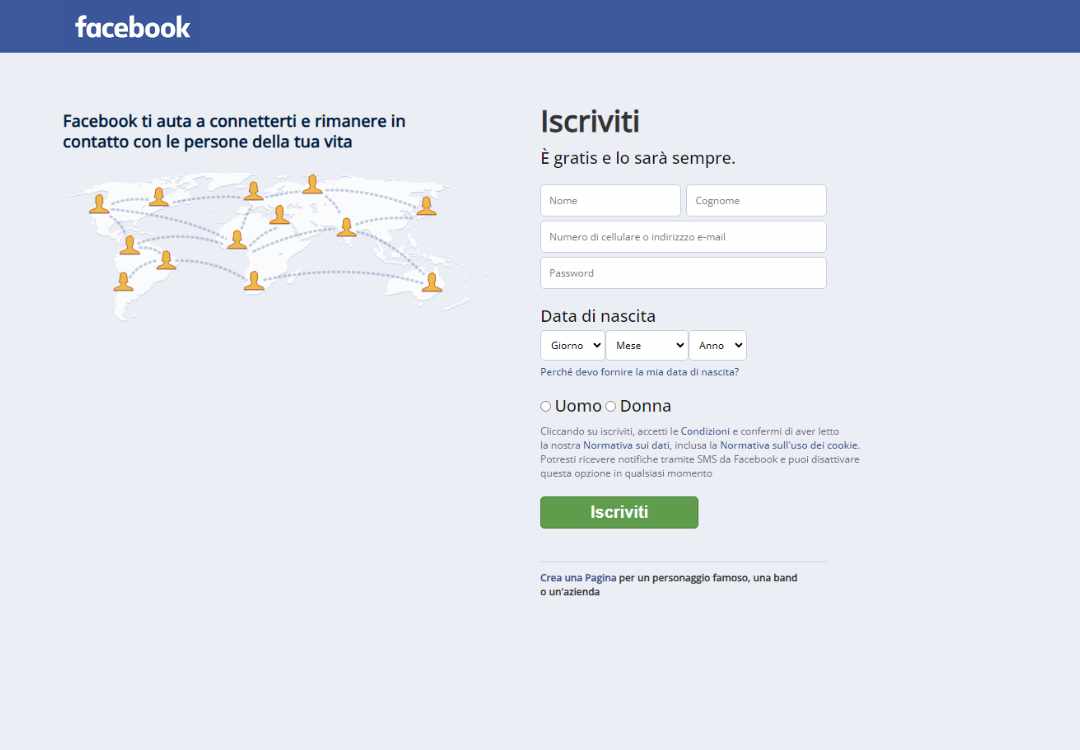 facebook
Facebook ti auta a connetterti e rimanere in
contatto con le persone della tua vita
Iscriviti
È gratis e lo sarà sempre.
Nome
Cognome
Numero di cellulare o indirizzzo e-mail
Password
Data di nascita
Giorno
Mese
Anno
Perché devo fornire la mia data di nascita?
Uomo
Donna
Cliccando su iscriviti, accetti le Condizioni e confermi di aver letto
la nostra Normativa sui dati, inclusa la Normativa sull'uso dei cookie.
Potresti ricevere notifiche tramite SMS da Facebook e puoi disattivare
questa opzione in qualsiasi momento
Iscriviti
Crea una Pagina per un personaggio famoso, una band
o un'azienda